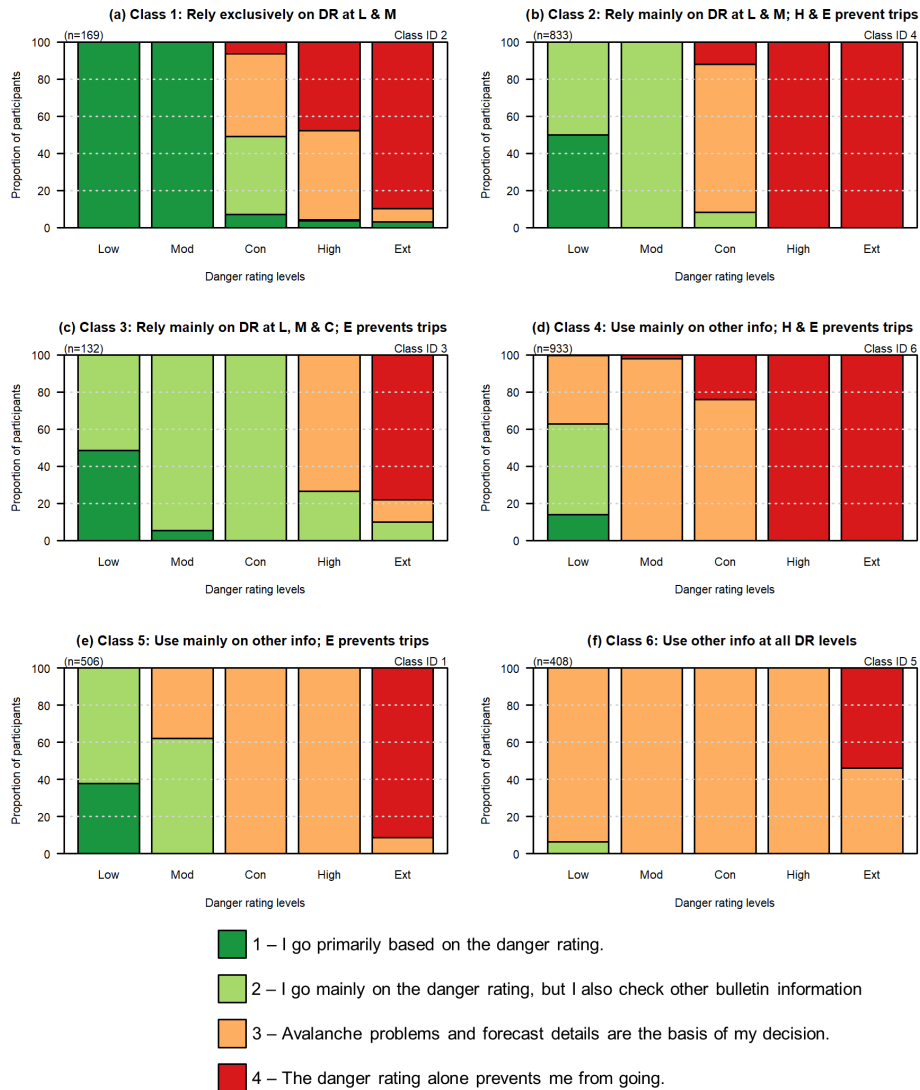 (a) Class 1: Rely exclusively on DR at L & M
(n=169) Class ID 2
Proportion of participants
100
80
60
40
20
0
Low Mod Con High Ext
Danger rating levels
(b) Class 2: Rely mainly on DR at L & M; H & E prevent trips
(n=833) Class ID 4
Proportion of participants
100
80
60
40
20
0
Low Mod Con High Ext
Danger rating levels
(c) Class 3: Rely mainly on DR at L, M & C; E prevents trips
(n=132) Class ID 3
Proportion of participants
100
80
60
40
20
0
Low Mod Con High Ext
Danger rating levels
(d) Class 4: Use mainly on other info; H & E prevents trips
(n=933) Class ID 6
Proportion of participants
100
80
60
40
20
0
Low Mod Con High Ext
Danger rating levels
(e) Class 5: Use mainly on other info; E prevents trips
(n=506) Class ID 1
Proportion of participants
100
80
60
40
20
0
Low Mod Con High Ext
Danger rating levels
(f) Class 6: Use other info at all DR levels
(n=408) Class ID 5
Proportion of participants
100
80
60
40
20
0
Low Mod Con High Ext
Danger rating levels
1 – I go primarily based on the danger rating.
2 – I go mainly on the danger rating, but I also check other bulletin information
3 – Avalanche problems and forecast details are the basis of my decision.
4 – The danger rating alone prevents me from going.